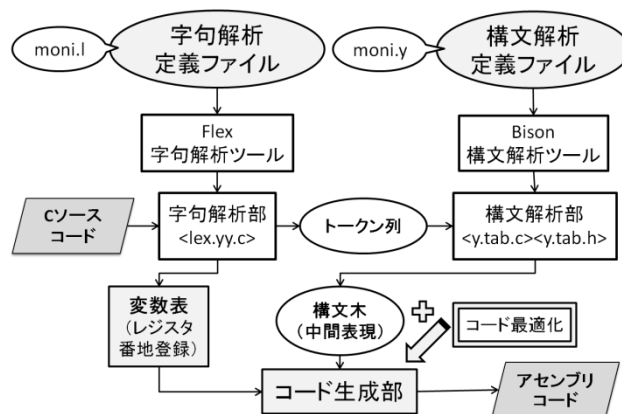 moni.l
字句解析
定義ファイル
moni.y
構文解析
定義ファイル
Flex
字句解析ツール
Bison
構文解析ツール
Cソース
コード
字句解析部
<lex.yy.c>
トークン列
構文解析部
<y.tab.c><y.tab.h>
変数表
(レジスタ
番地登録)
構文木
(中間表現)
コード最適化
コード生成部
アセンブリ
コード